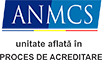 ANMCS
unitate aflată în
PROCES DE ACREDITARE